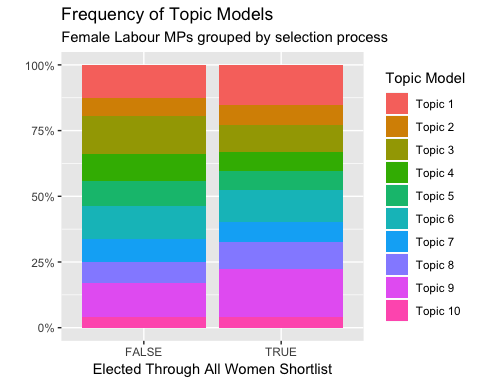 Frequency of Topic Models
Female Labour MPs grouped by selection process
100%
75%
50%
25%
0%
FALSE
TRUE
Elected Through All Women Shortlist
Topic Model
Topic 1
Topic 2
Topic 3
Topic 4
Topic 5
Topic 6
Topic 7
Topic 8
Topic 9
Topic 10